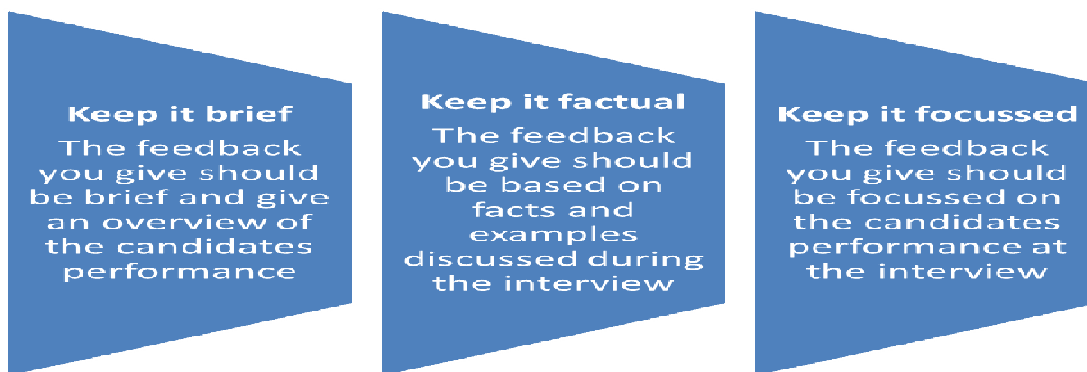 Keep it brief
The feedback
you give should
be brief and give
an overview of
the candidates
performance
Keep it factual
The feedback
you give should
be based on
facts and
examples
discussed during
the interview
Keep it focussed
The feedback
you give should
be focussed on
the candidates
performance at
the interview